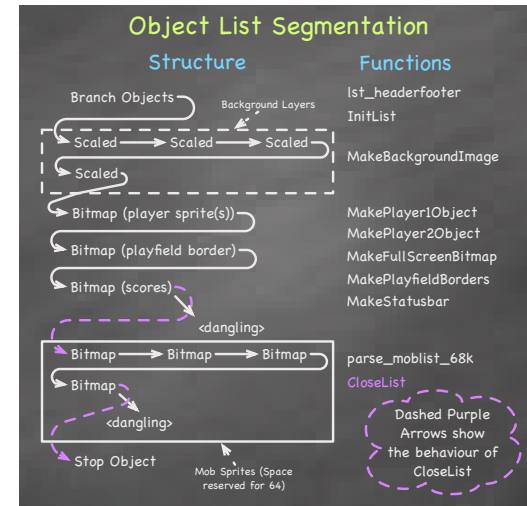 Object List Segmentation
Structure
Functions
Branch Objects
Background Layers
lst_headerfooter
InitList
Scaled
Scaled
Scaled
MakeBackgroundImage
Scaled
Bitmap (player sprite(s))
MakePlayer1Object
MakePlayer2Object
Bitmap (playfield border)
MakeFullScreenBitmap
MakePlayfieldBorders
Bitmap (scores)
MakeStatusbar
<dangling>
Bitmap
Bitmap
Bitmap
parse_moblist_68k
Bitmap
CloseList
<dangling>
Dashed Purple
Arrows show
the behaviour of
CloseList
Stop Object
Mob Sprites (Space
reserved for 64)